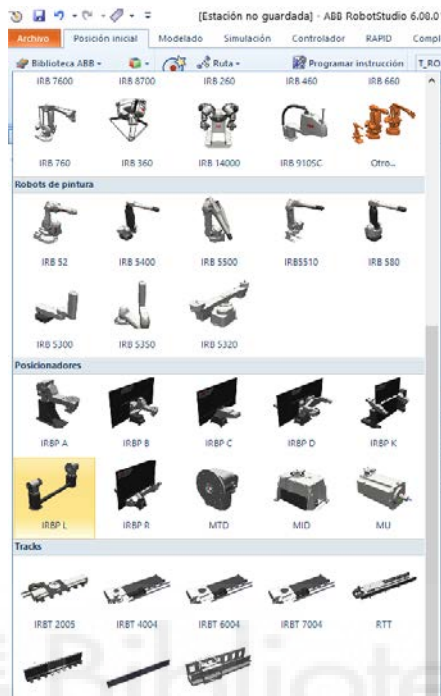 [Estación no guardada] - ABB RobotStudio 6.08.0
Archivo Posición inicial Modelado Simulación Controlador RAPID Compl
Biblioteca ABB Ruta Programar instrucción T_RO
IRB 7600 IRB 8700 IRB 260 IRB 460 IRB 660
IRB 760 IRB 360 IRB 14000 IRB 910SC Otro...
Robots de pintura
IRB 52 IRB 5400 IRB 5500 IRB5510 IRB 580
IRB 5300 IRB 5350 IRB 5320
Posicionadores
IRBP A IRBP B IRBP C IRBP D IRBP K
IRBP L IRBP R MTD MID MU
Tracks
IRBT 2005 IRBT 4004 IRBT 6004 IRBT 7004 RTT
Bibliote